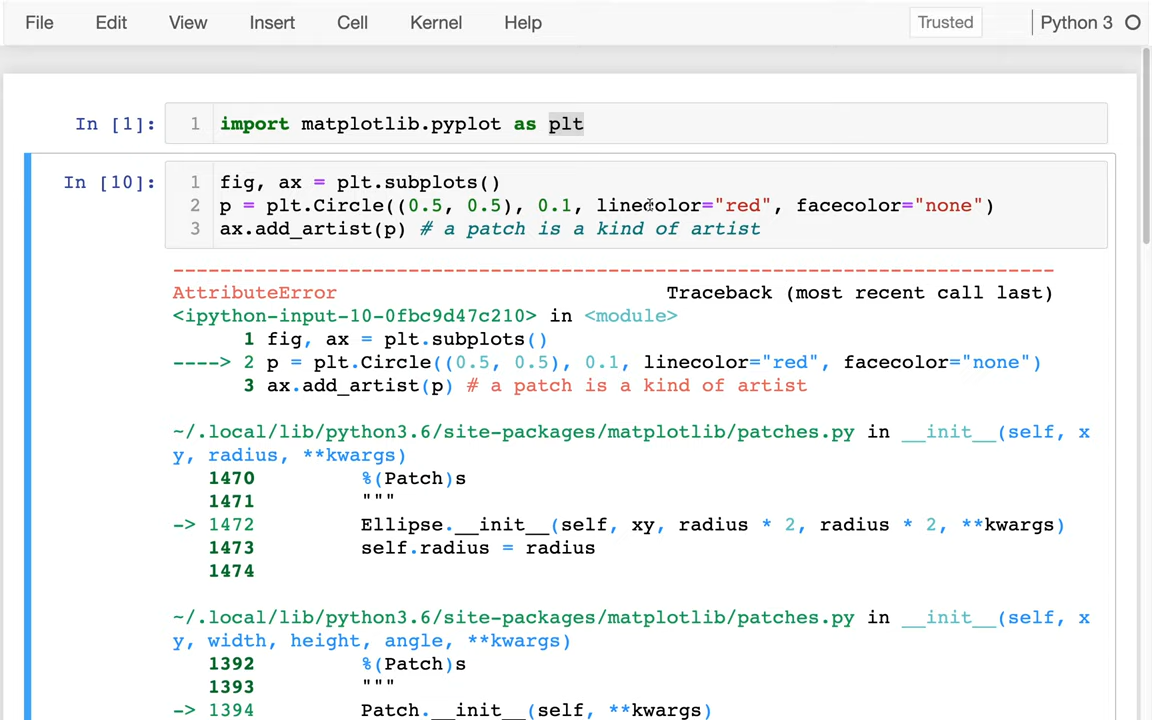 File Edit View Insert Cell Kernel Help Trusted Python 3
In [1]: 1 import matplotlib.pyplot as plt
In [10]: 1 fig, ax = plt.subplots()
2 p = plt.Circle((0.5, 0.5), 0.1, linecolor="red", facecolor="none")
3 ax.add_artist(p) # a patch is a kind of artist
---------------------------------------------------------------------------
AttributeError Traceback (most recent call last)
<ipython-input-10-0fbc9d47c210> in <module>
1 fig, ax = plt.subplots()
----> 2 p = plt.Circle((0.5, 0.5), 0.1, linecolor="red", facecolor="none")
3 ax.add_artist(p) # a patch is a kind of artist
~/.local/lib/python3.6/site-packages/matplotlib/patches.py in __init__(self, x
y, radius, **kwargs)
1470 %(Patch)s
1471 """
-> 1472 Ellipse.__init__(self, xy, radius * 2, radius * 2, **kwargs)
1473 self.radius = radius
1474
~/.local/lib/python3.6/site-packages/matplotlib/patches.py in __init__(self, x
y, width, height, angle, **kwargs)
1392 %(Patch)s
1393 """
-> 1394 Patch.__init__(self, **kwargs)